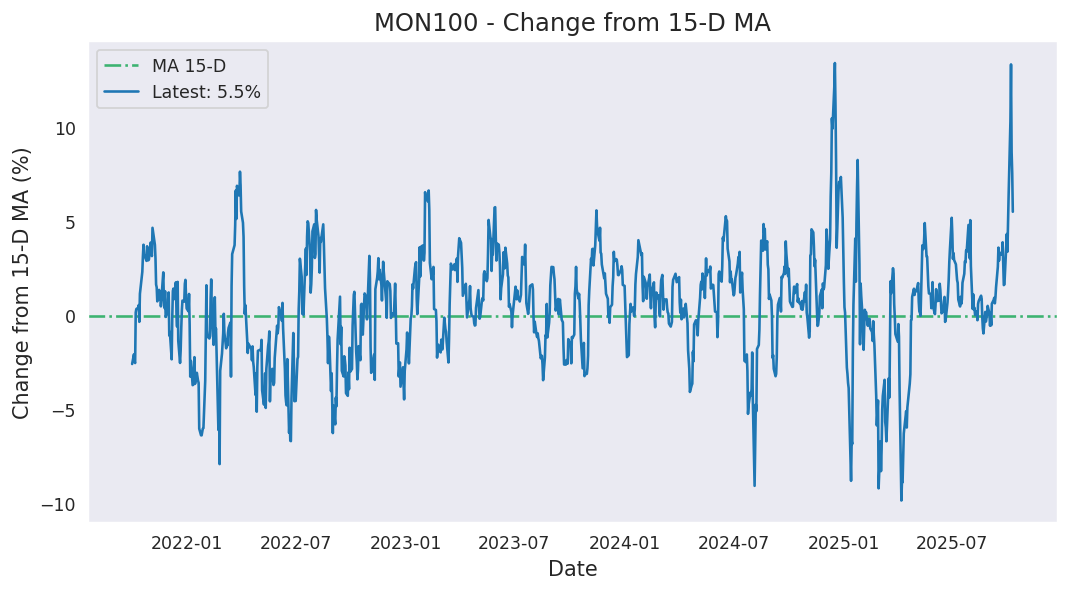 MON100 - Change from 15-D MA
MA 15-D
Latest: 5.5%
Change from 15-D MA (%)
10
5
0
−5
−10
2022-01 2022-07 2023-01 2023-07 2024-01 2024-07 2025-01 2025-07
Date